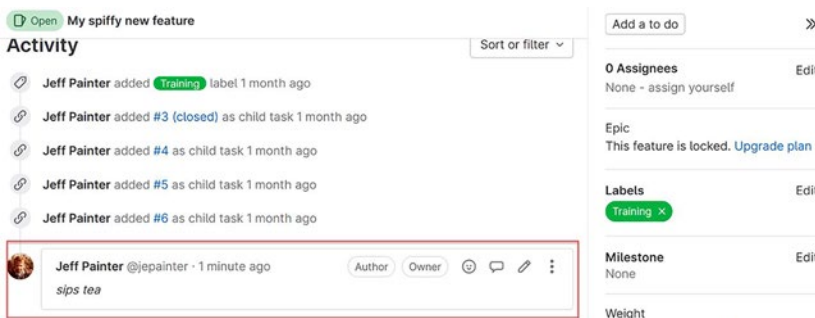 Open My spiffy new feature
Activity
Sort or filter
Jeff Painter added Training label 1 month ago
Jeff Painter added #3 (closed) as child task 1 month ago
Jeff Painter added #4 as child task 1 month ago
Jeff Painter added #5 as child task 1 month ago
Jeff Painter added #6 as child task 1 month ago
Jeff Painter @jepainter · 1 minute ago Author Owner
sips tea
Add a to do
0 Assignees Edi
None - assign yourself
Epic
This feature is locked. Upgrade plan
Labels Edi
Training ×
Milestone Edi
None
Weight